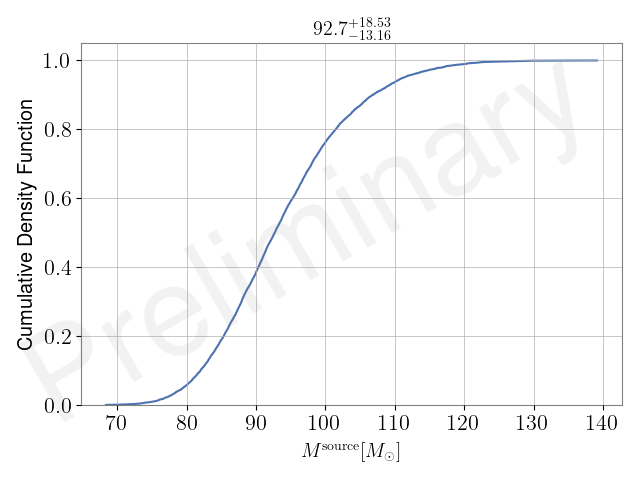 92.7^{+18.53}_{-13.16}
Cumulative Density Function
1.0
0.8
0.6
0.4
0.2
0.0
Preliminary
70 80 90 100 110 120 130 140
M^{source}[M_⊙]